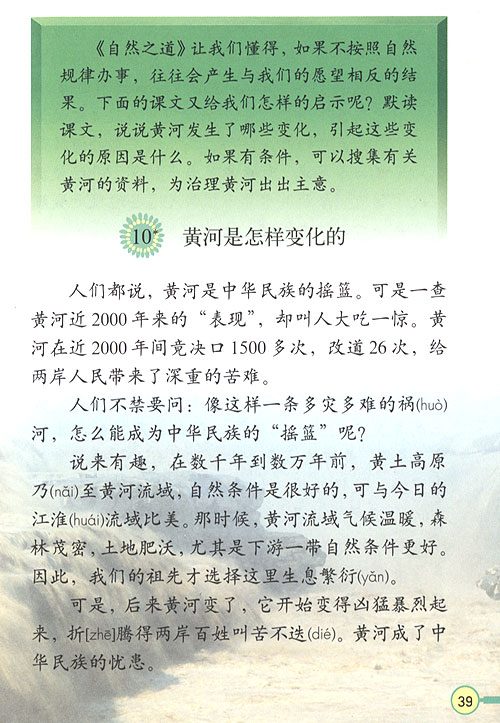 《自然之道》让我们懂得，如果不按照自然
规律办事，往往会产生与我们的愿望相反的结
果。下面的课文又给我们怎样的启示呢？默读
课文，说说黄河发生了哪些变化，引起这些变
化的原因是什么。如果有条件，可以搜集有关
黄河的资料，为治理黄河出出主意。
10* 黄河是怎样变化的
人们都说，黄河是中华民族的摇篮。可是一查
黄河近2000年来的“表现”，却叫人大吃一惊。黄
河在近2000年间竞决口1500多次，改道26次，给
两岸人民带来了深重的苦难。
人们不禁要问：像这样一条多灾多难的祸(huò)
河，怎么能成为中华民族的“摇篮”呢？
说来有趣，在数千年到数万年前，黄土高原
乃(nǎi)至黄河流域，自然条件是很好的，可与今日的
江淮(huái)流域比美。那时候，黄河流域气候温暖，森
林茂密，土地肥沃，尤其是下游一带自然条件更好。
因此，我们的祖先才选择这里生息繁衍(yǎn)。
可是，后来黄河变了，它开始变得凶猛暴烈起
来，折[zhē]腾得两岸百姓叫苦不迭(dié)。黄河成了中
华民族的忧患。
39